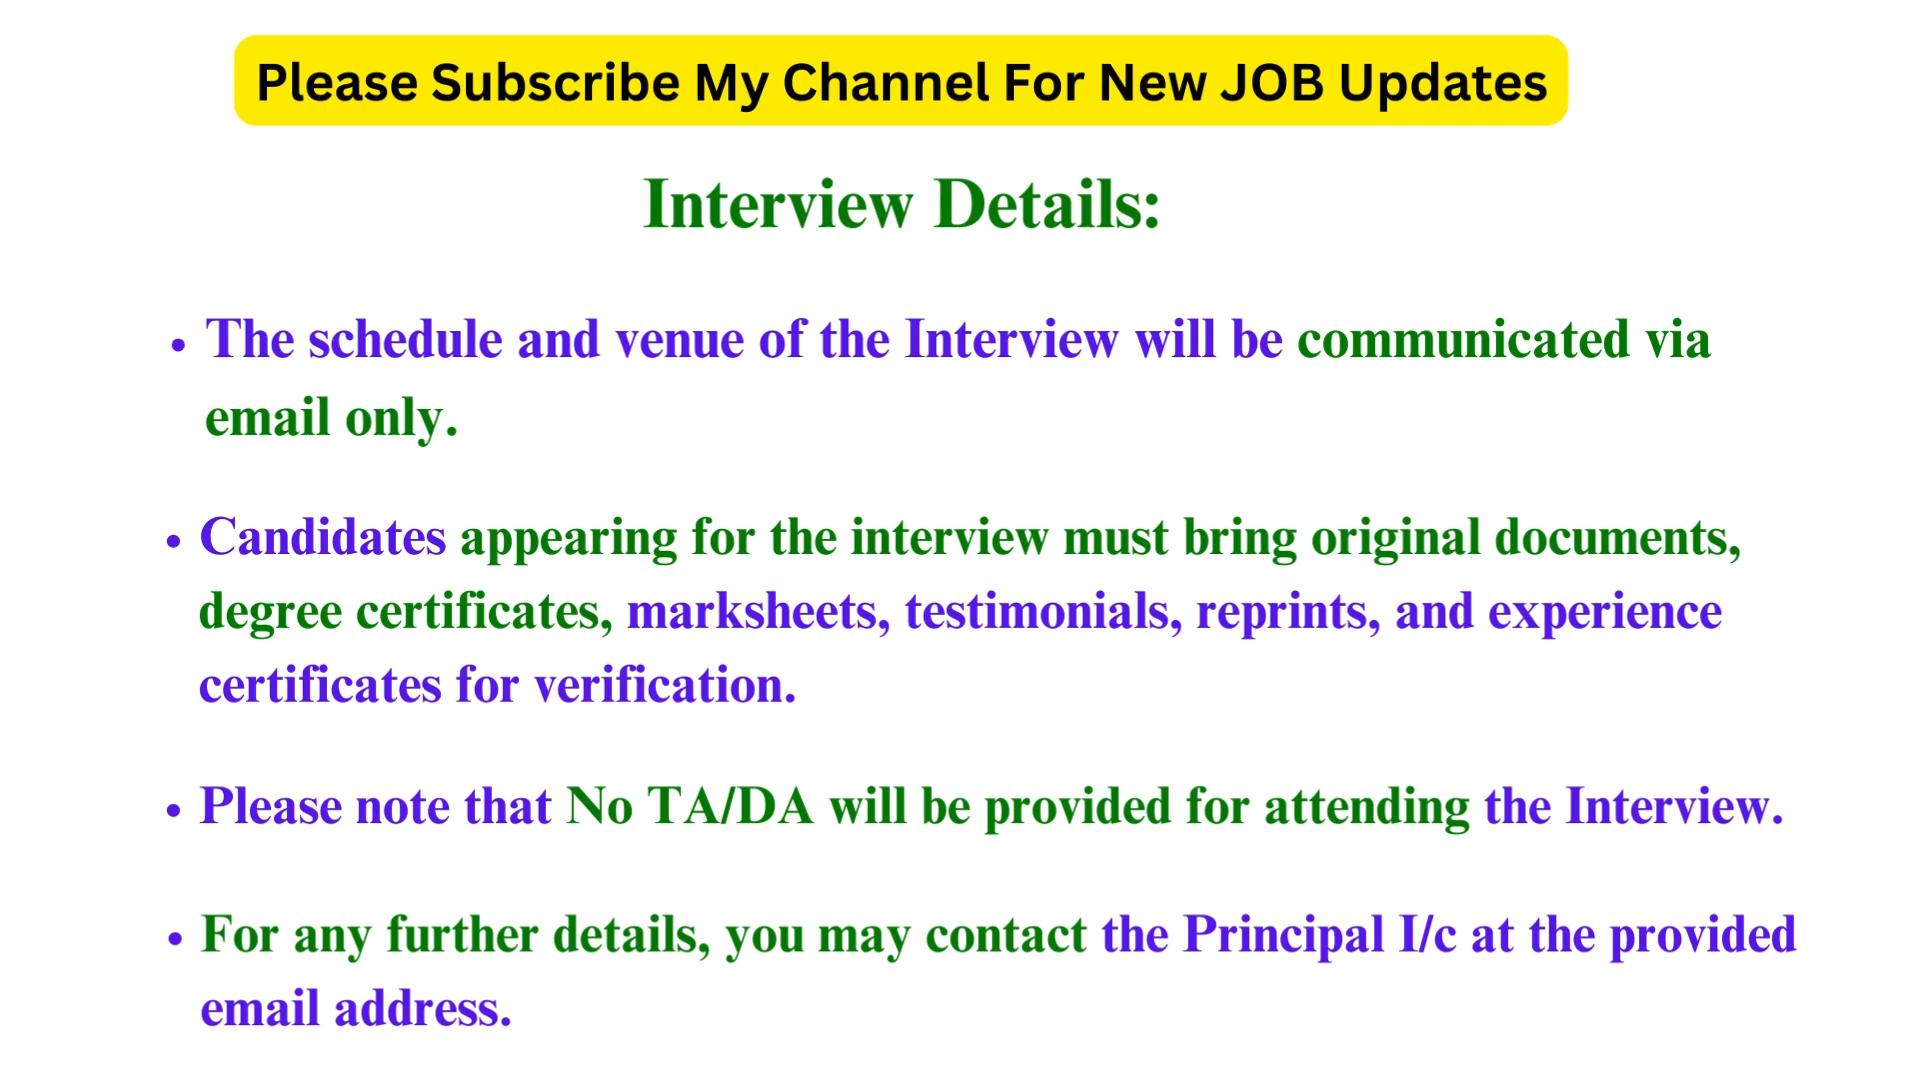 Please Subscribe My Channel For New JOB Updates
Interview Details:
• The schedule and venue of the Interview will be communicated via
email only.
• Candidates appearing for the interview must bring original documents,
degree certificates, marksheets, testimonials, reprints, and experience
certificates for verification.
• Please note that No TA/DA will be provided for attending the Interview.
• For any further details, you may contact the Principal I/c at the provided
email address.